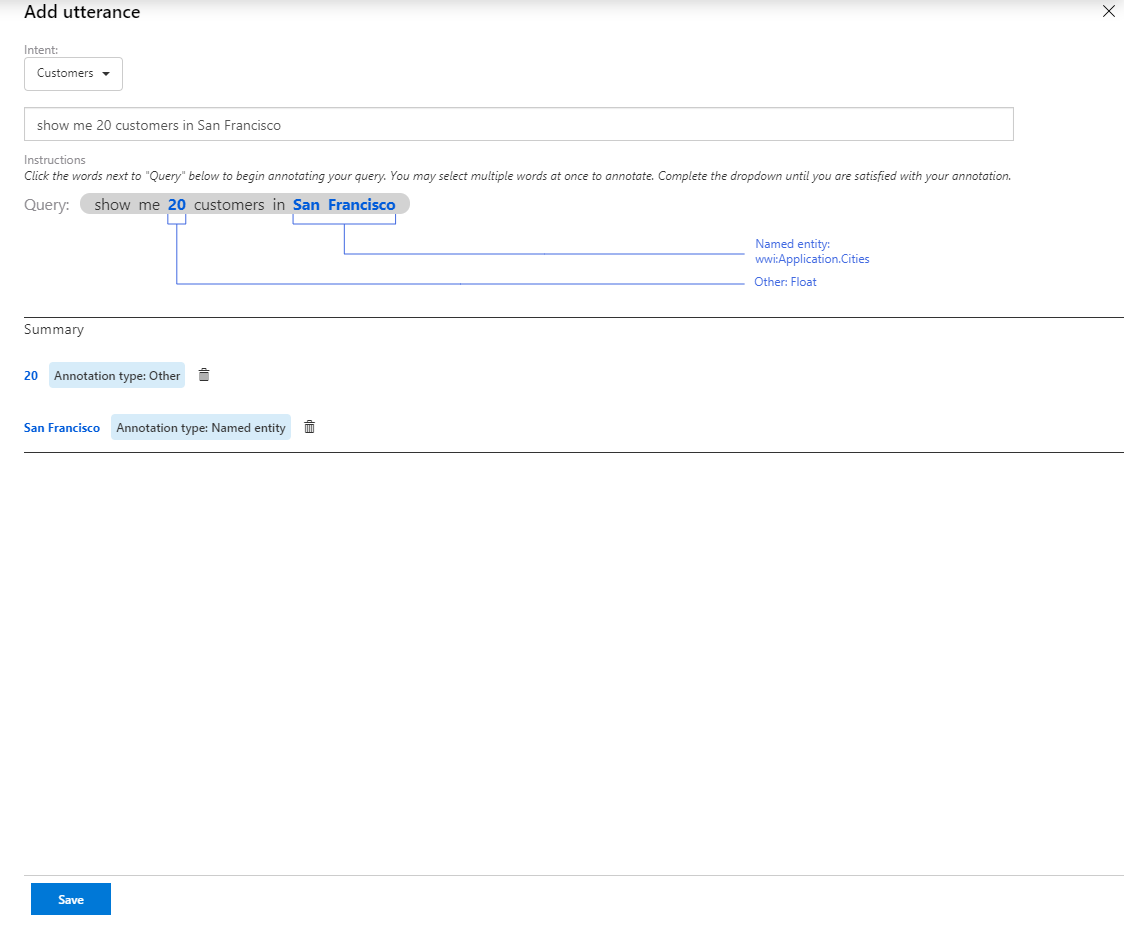 Add utterance
Intent:
Customers
show me 20 customers in San Francisco
Instructions
Click the words next to "Query" below to begin annotating your query. You may select multiple words at once to annotate. Complete the dropdown until you are satisfied with your annotation.
Query: show me 20 customers in San Francisco
Named entity:
wwi:Application.Cities
Other: Float
Summary
20 Annotation type: Other
San Francisco Annotation type: Named entity
Save